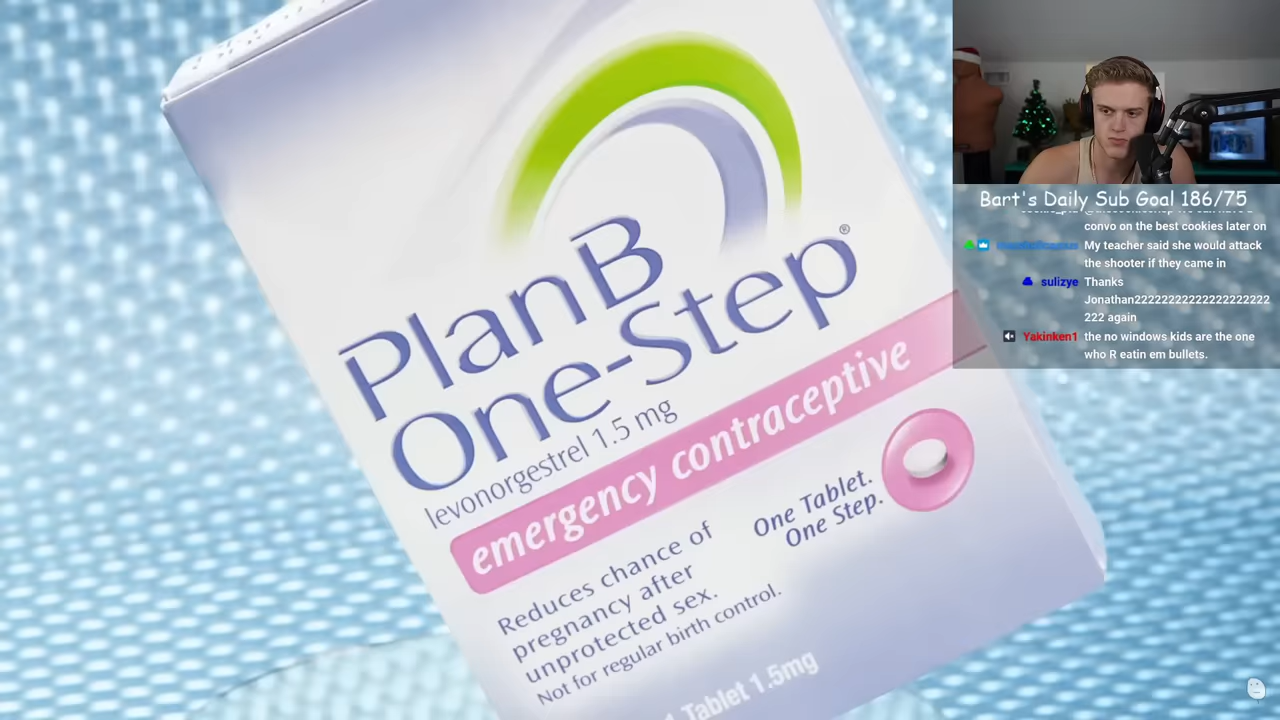 Plan B
One-Step®
levonorgestrel 1.5 mg
emergency contraceptive
One Tablet.
One Step.
Reduces chance of
pregnancy after
unprotected sex.
Not for regular birth control.
Tablet 1.5mg
Bart's Daily Sub Goal 186/75
convo on the best cookies later on
My teacher said she would attack
the shooter if they came in
sulizye Thanks
Jonathan22222222222222222222
222 again
Yakinken1 the no windows kids are the one
who R eatin em bullets.